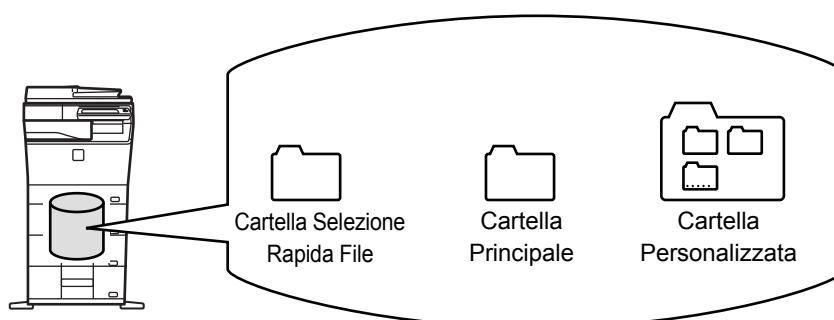 Cartella Selezione
Rapida File
Cartella
Principale
Cartella
Personalizzata